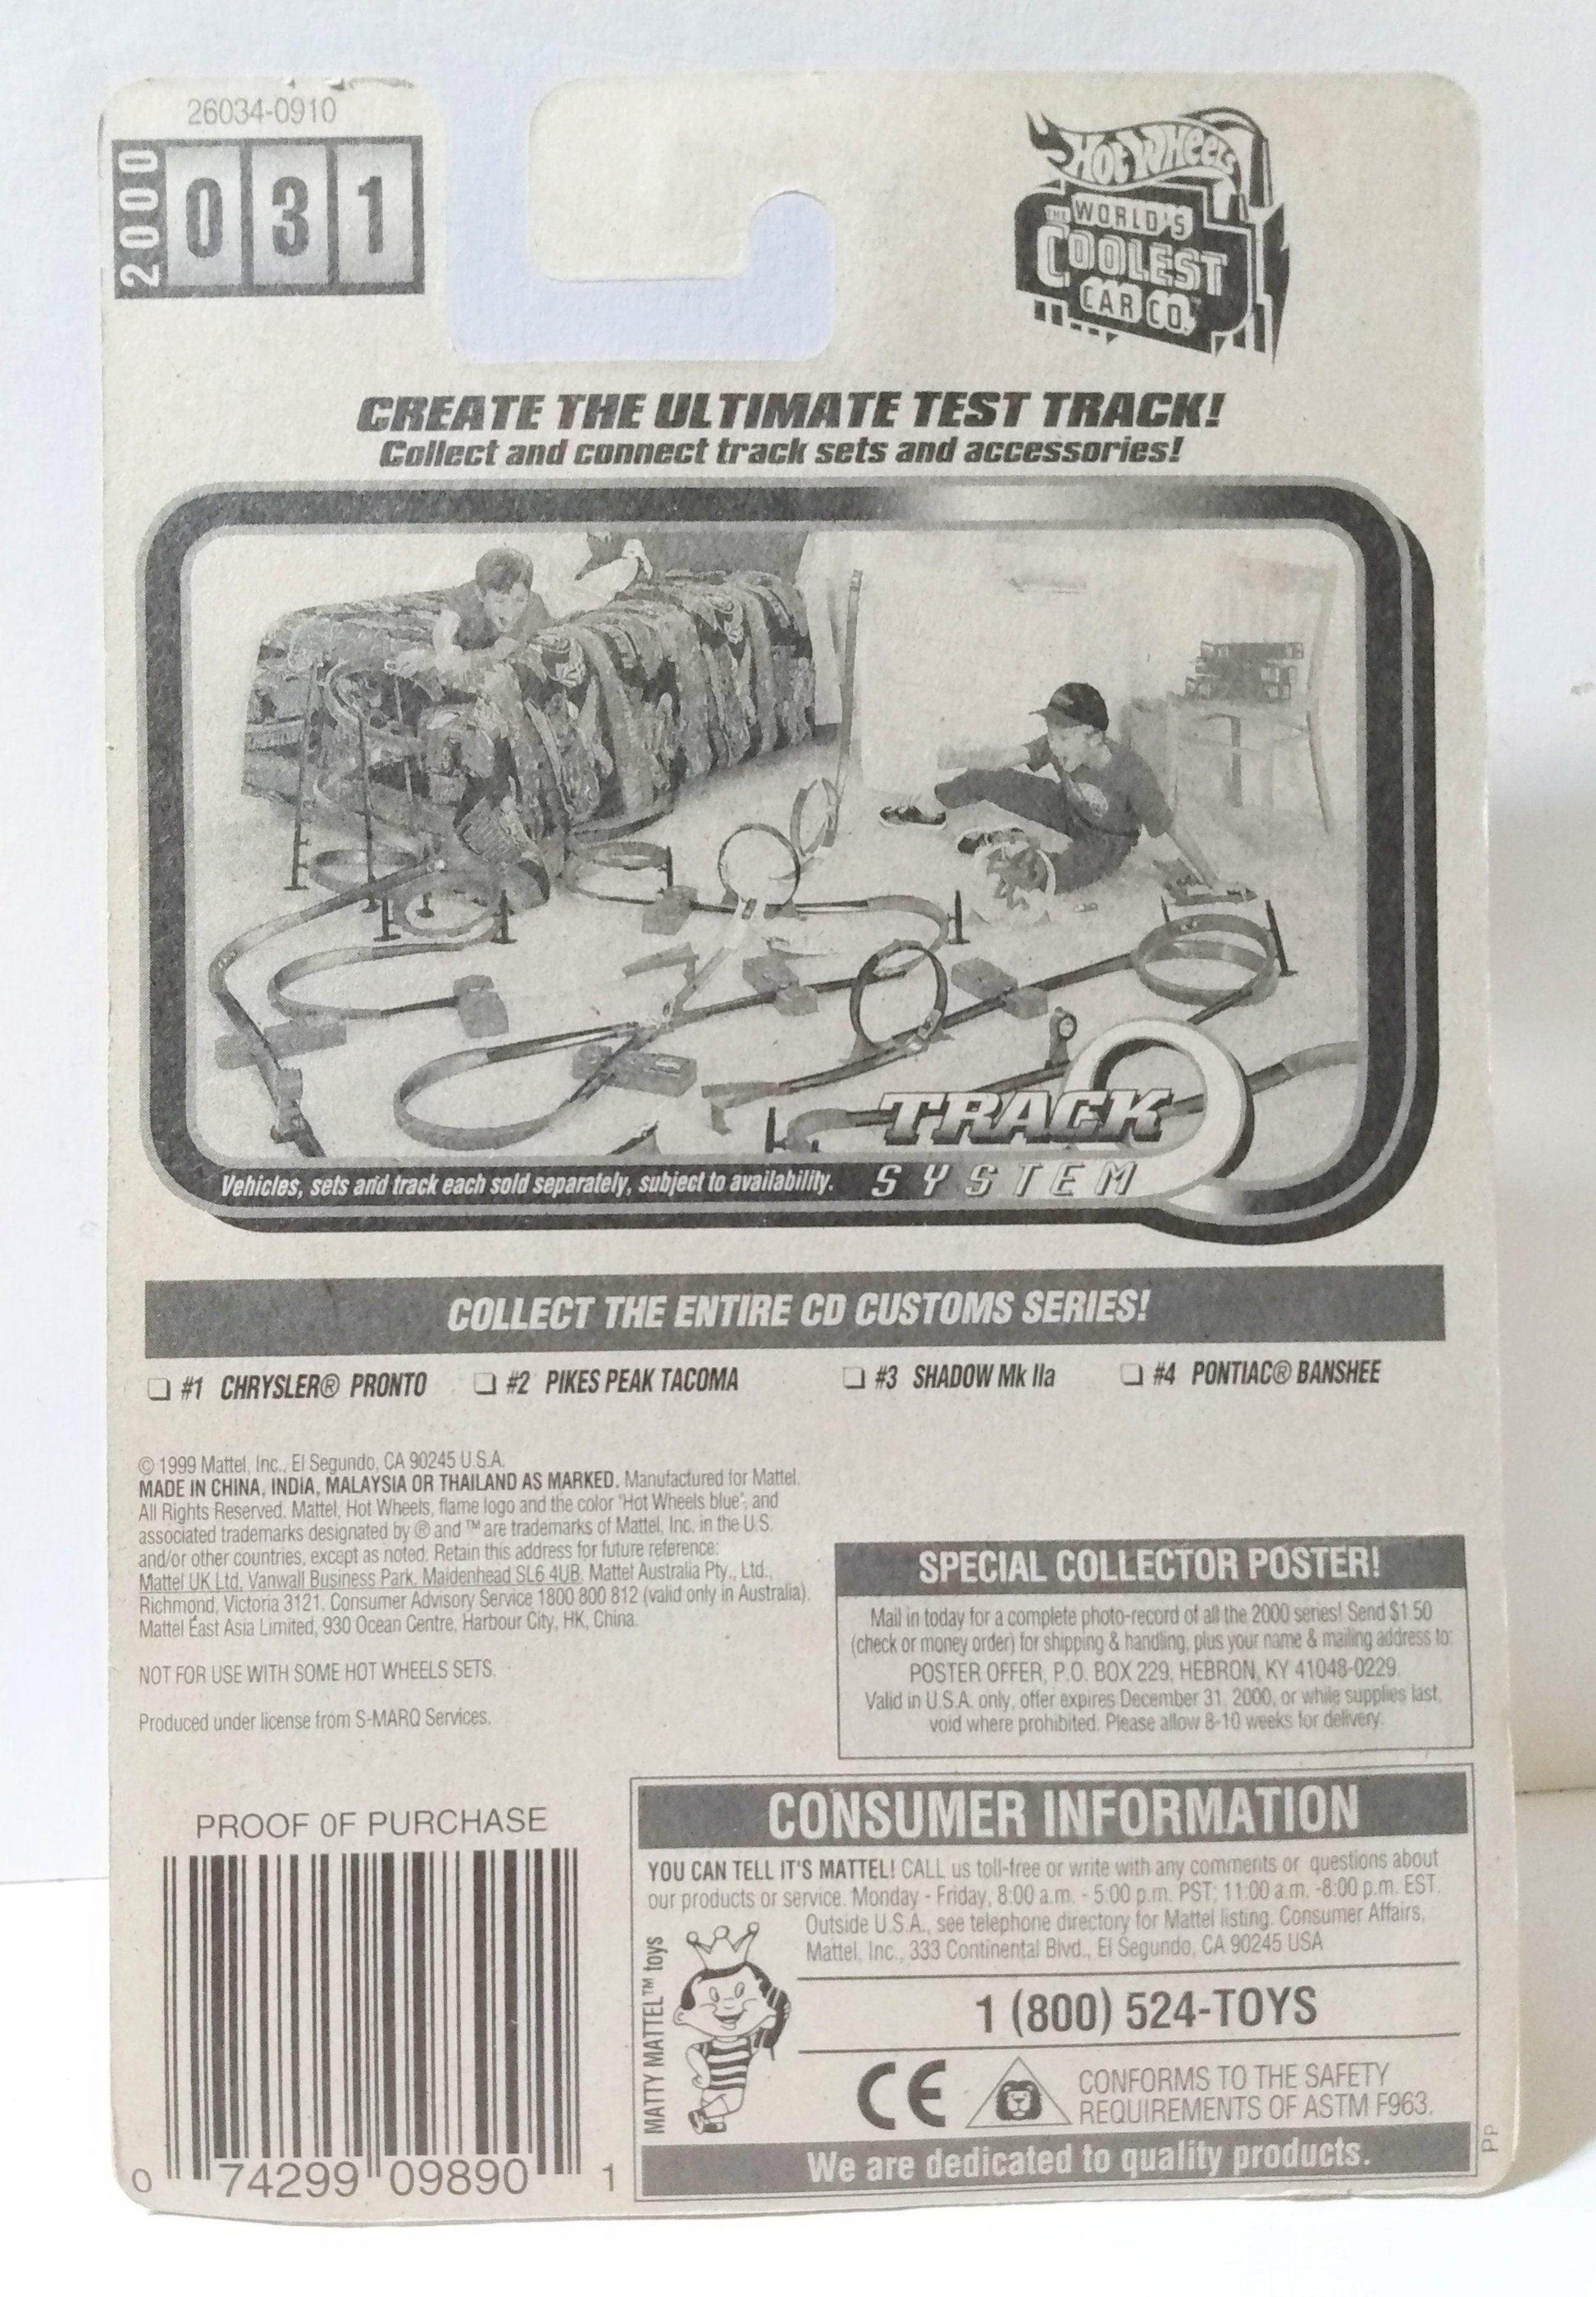 26034-0910
2000 031
HOT WHEELS
THE WORLD'S
COOLEST
CAR CO.™
CREATE THE ULTIMATE TEST TRACK!
Collect and connect track sets and accessories!
TRACK
SYSTEM
Vehicles, sets and track each sold separately, subject to availability.
COLLECT THE ENTIRE CD CUSTOMS SERIES!
❏ #1 CHRYSLER® PRONTO ❏ #2 PIKES PEAK TACOMA ❏ #3 SHADOW Mk IIa ❏ #4 PONTIAC® BANSHEE
© 1999 Mattel, Inc., El Segundo, CA 90245 U.S.A.
MADE IN CHINA, INDIA, MALAYSIA OR THAILAND AS MARKED. Manufactured for Mattel.
All Rights Reserved. Mattel, Hot Wheels, flame logo and the color "Hot Wheels blue", and
associated trademarks designated by ® and ™ are trademarks of Mattel, Inc. in the U.S.
and/or other countries, except as noted. Retain this address for future reference:
Mattel UK Ltd, Vanwall Business Park, Maidenhead SL6 4UB. Mattel Australia Pty., Ltd.,
Richmond, Victoria 3121. Consumer Advisory Service 1800 800 812 (valid only in Australia).
Mattel East Asia Limited, 930 Ocean Centre, Harbour City, HK, China.
NOT FOR USE WITH SOME HOT WHEELS SETS.
Produced under license from S-MARQ Services.
SPECIAL COLLECTOR POSTER!
Mail in today for a complete photo-record of all the 2000 series! Send $1.50
(check or money order) for shipping & handling, plus your name & mailing address to:
POSTER OFFER, P.O. BOX 229, HEBRON, KY 41048-0229.
Valid in U.S.A. only, offer expires December 31, 2000, or while supplies last,
void where prohibited. Please allow 8-10 weeks for delivery.
PROOF OF PURCHASE
0 74299 09890 1
CONSUMER INFORMATION
YOU CAN TELL IT'S MATTEL! CALL us toll-free or write with any comments or questions about
our products or service. Monday - Friday, 8:00 a.m. - 5:00 p.m. PST; 11:00 a.m. -8:00 p.m. EST.
Outside U.S.A., see telephone directory for Mattel listing. Consumer Affairs,
Mattel, Inc., 333 Continental Blvd., El Segundo, CA 90245 USA
MATTY MATTEL™ toys
1 (800) 524-TOYS
CE
CONFORMS TO THE SAFETY
REQUIREMENTS OF ASTM F963.
We are dedicated to quality products.
PP